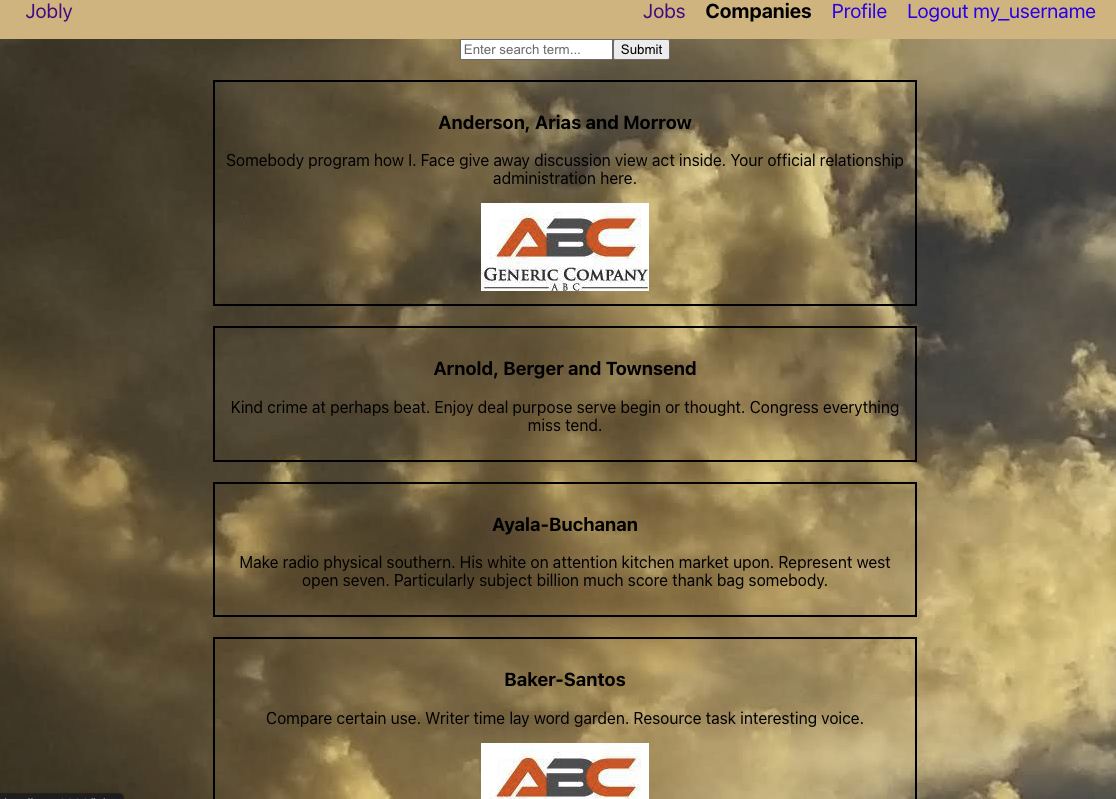 Jobly Jobs Companies Profile Logout my_username
Enter search term... Submit
Anderson, Arias and Morrow
Somebody program how I. Face give away discussion view act inside. Your official relationship
administration here.
ABC
GENERIC COMPANY
ABC
Arnold, Berger and Townsend
Kind crime at perhaps beat. Enjoy deal purpose serve begin or thought. Congress everything
miss tend.
Ayala-Buchanan
Make radio physical southern. His white on attention kitchen market upon. Represent west
open seven. Particularly subject billion much score thank bag somebody.
Baker-Santos
Compare certain use. Writer time lay word garden. Resource task interesting voice.
ABC